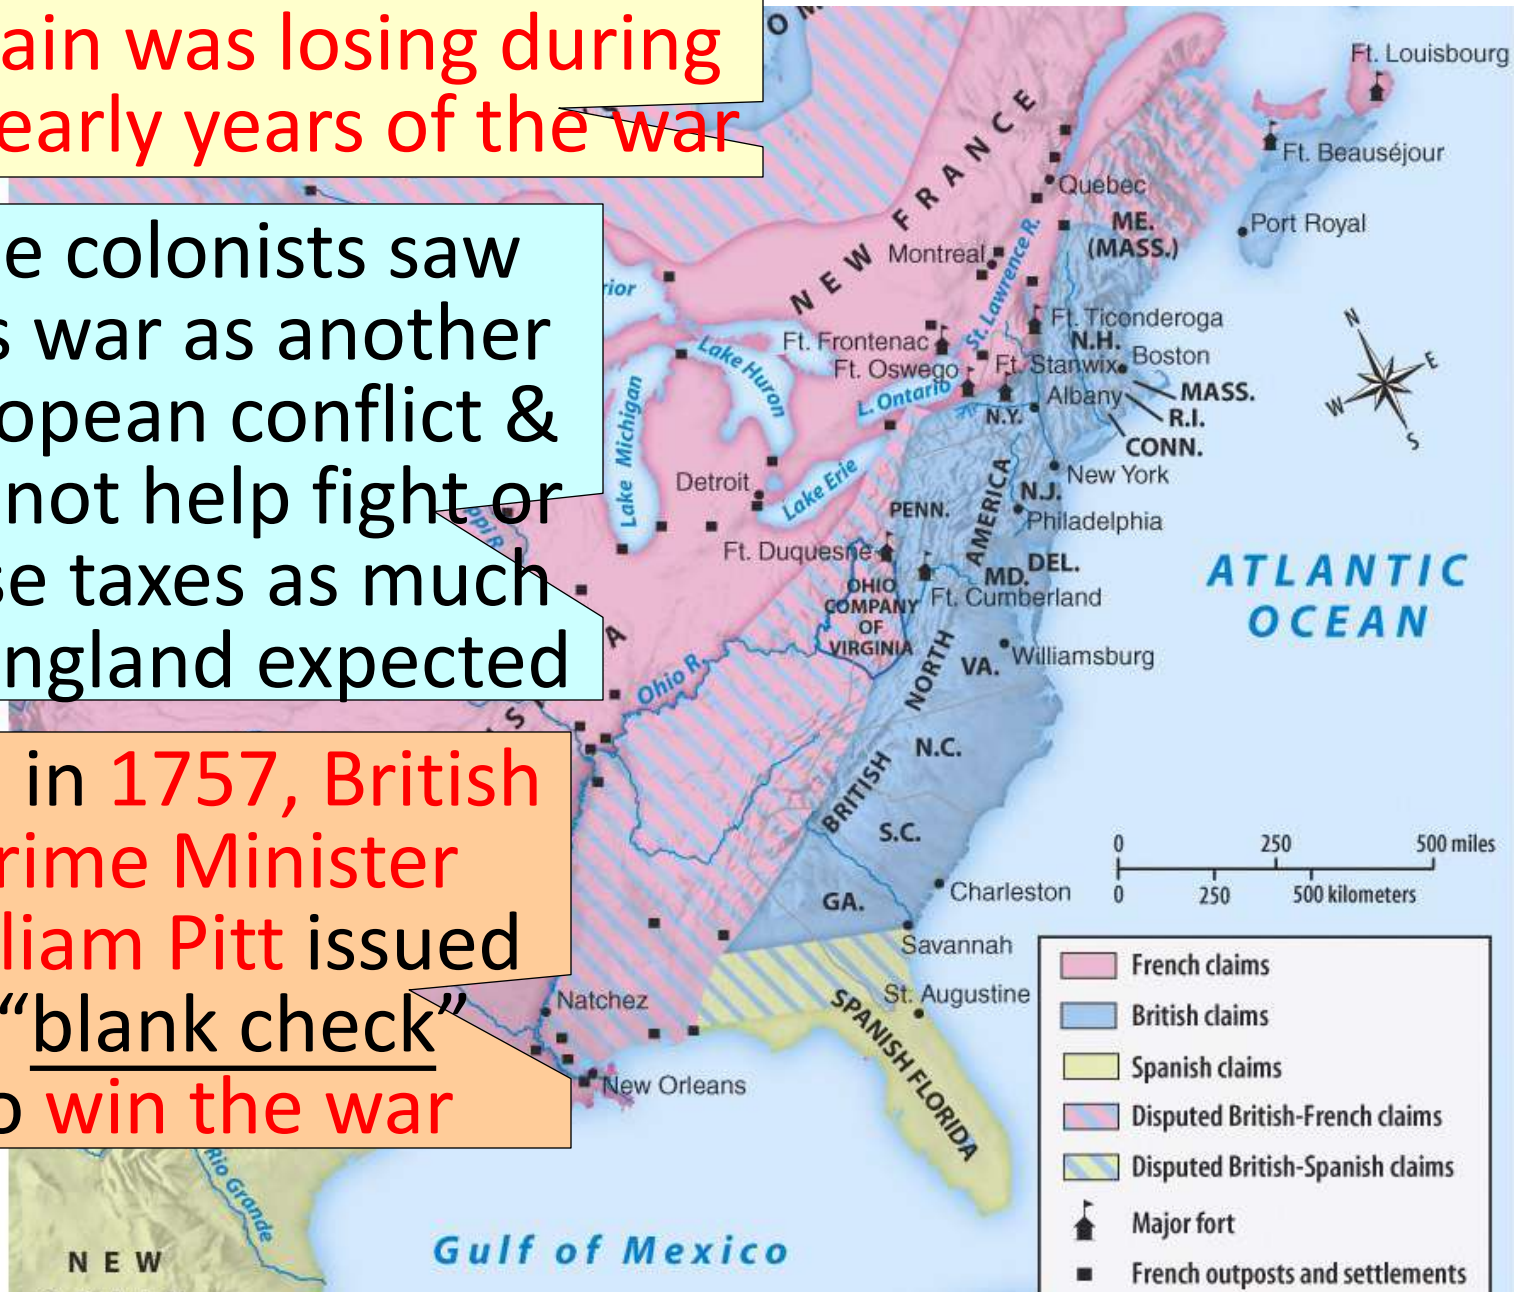 ain was losing during
early years of the war
e colonists saw
s war as another
opean conflict &
not help fight or
se taxes as much
ngland expected
in 1757, British
rime Minister
liam Pitt issued
“blank check”
o win the war
O M
NEW FRANCE
Ft. Louisbourg
Ft. Beauséjour
Quebec
ME.
(MASS.)
Port Royal
Montreal
St. Lawrence R.
rior
Ft. Ticonderoga
N.H.
Ft. Frontenac
Ft. Oswego
Ft. Stanwix
Boston
Lake Huron
L. Ontario
Albany
MASS.
N.Y.
R.I.
CONN.
Lake Michigan
N
E
W
S
Detroit
Lake Erie
New York
PENN.
N.J.
Philadelphia
ppi R.
Ft. Duquesne
DEL.
MD.
OHIO
COMPANY
OF
VIRGINIA
Ft. Cumberland
BRITISH NORTH AMERICA
ATLANTIC
OCEAN
Williamsburg
VA.
Ohio R.
A
S
N.C.
S.C.
GA.
Charleston
Savannah
St. Augustine
SPANISH FLORIDA
Natchez
New Orleans
0 250 500 miles
0 250 500 kilometers
French claims
British claims
Spanish claims
Disputed British-French claims
Disputed British-Spanish claims
Major fort
French outposts and settlements
Rio Grande
NEW
Gulf of Mexico